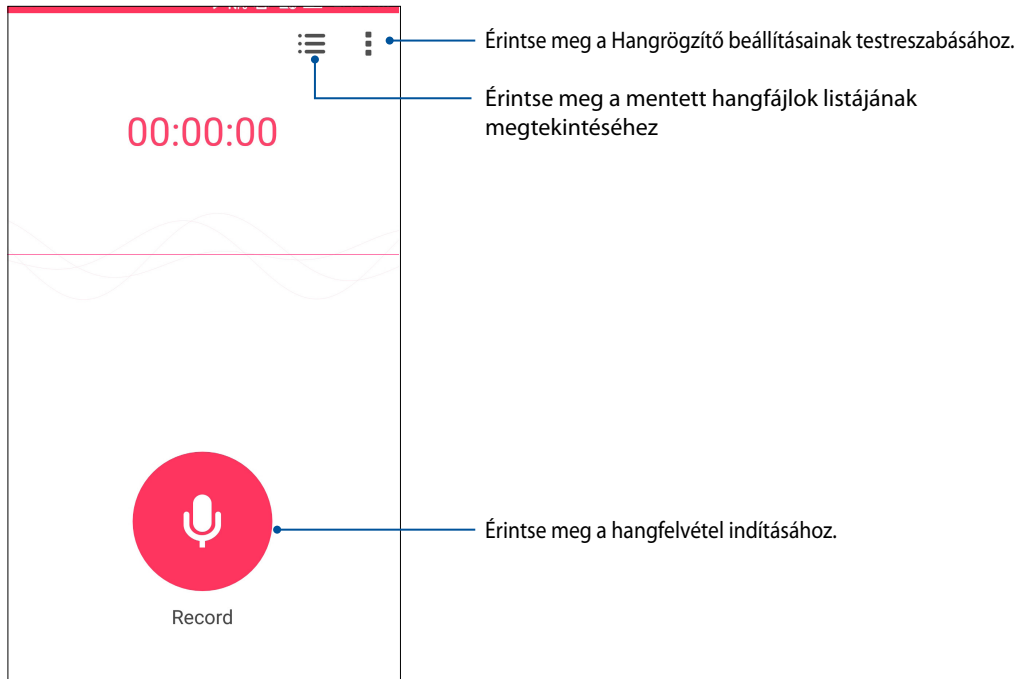 Érintse meg a Hangrögzítő beállításainak testreszabásához.
Érintse meg a mentett hangfájlok listájának
megtekintéséhez
00:00:00
Érintse meg a hangfelvétel indításához.
Record